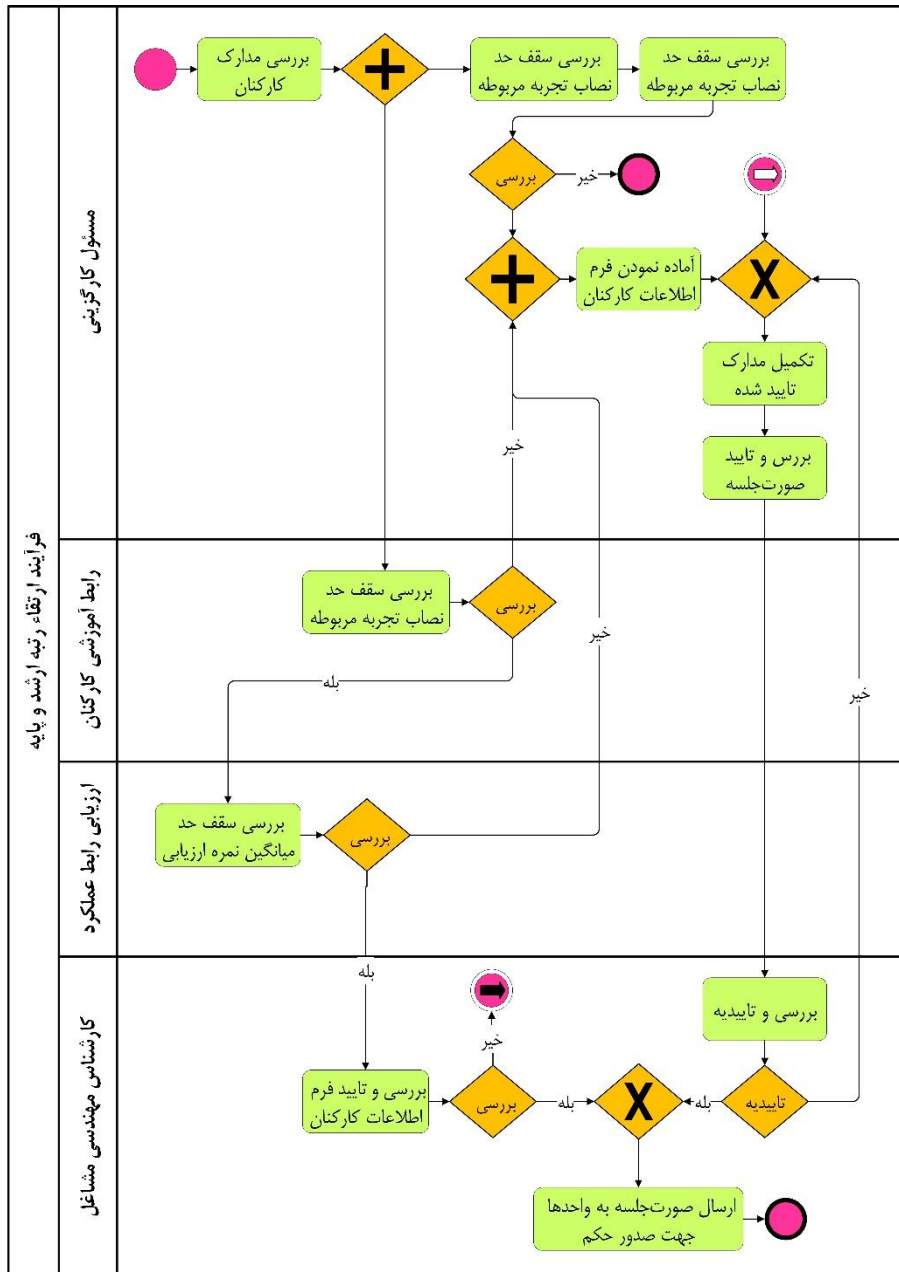 فرآیند ارتقاء رتبه ارشد و پایه
مسئول کارگزینی
بررسی مدارک
کارکنان
بررسی سقف حد
نصاب تجربه مربوطه
بررسی سقف حد
نصاب تجربه مربوطه
بررسی
خیر
آماده نمودن فرم
اطلاعات کارکنان
X
تکمیل مدارک
تایید شده
بررس و تایید
صورت‌جلسه
خیر
خیر
خیر
رابط آموزشی کارکنان
بررسی سقف حد
نصاب تجربه مربوطه
بررسی
بله
ارزیابی رابط عملکرد
بررسی سقف حد
میانگین نمره ارزیابی
بررسی
بله
کارشناس مهندسی مشاغل
بررسی و تاییدیه
خیر
بررسی و تایید فرم
اطلاعات کارکنان
بررسی
بله
X
بله
تاییدیه
ارسال صورت‌جلسه به واحدها
جهت صدور حکم